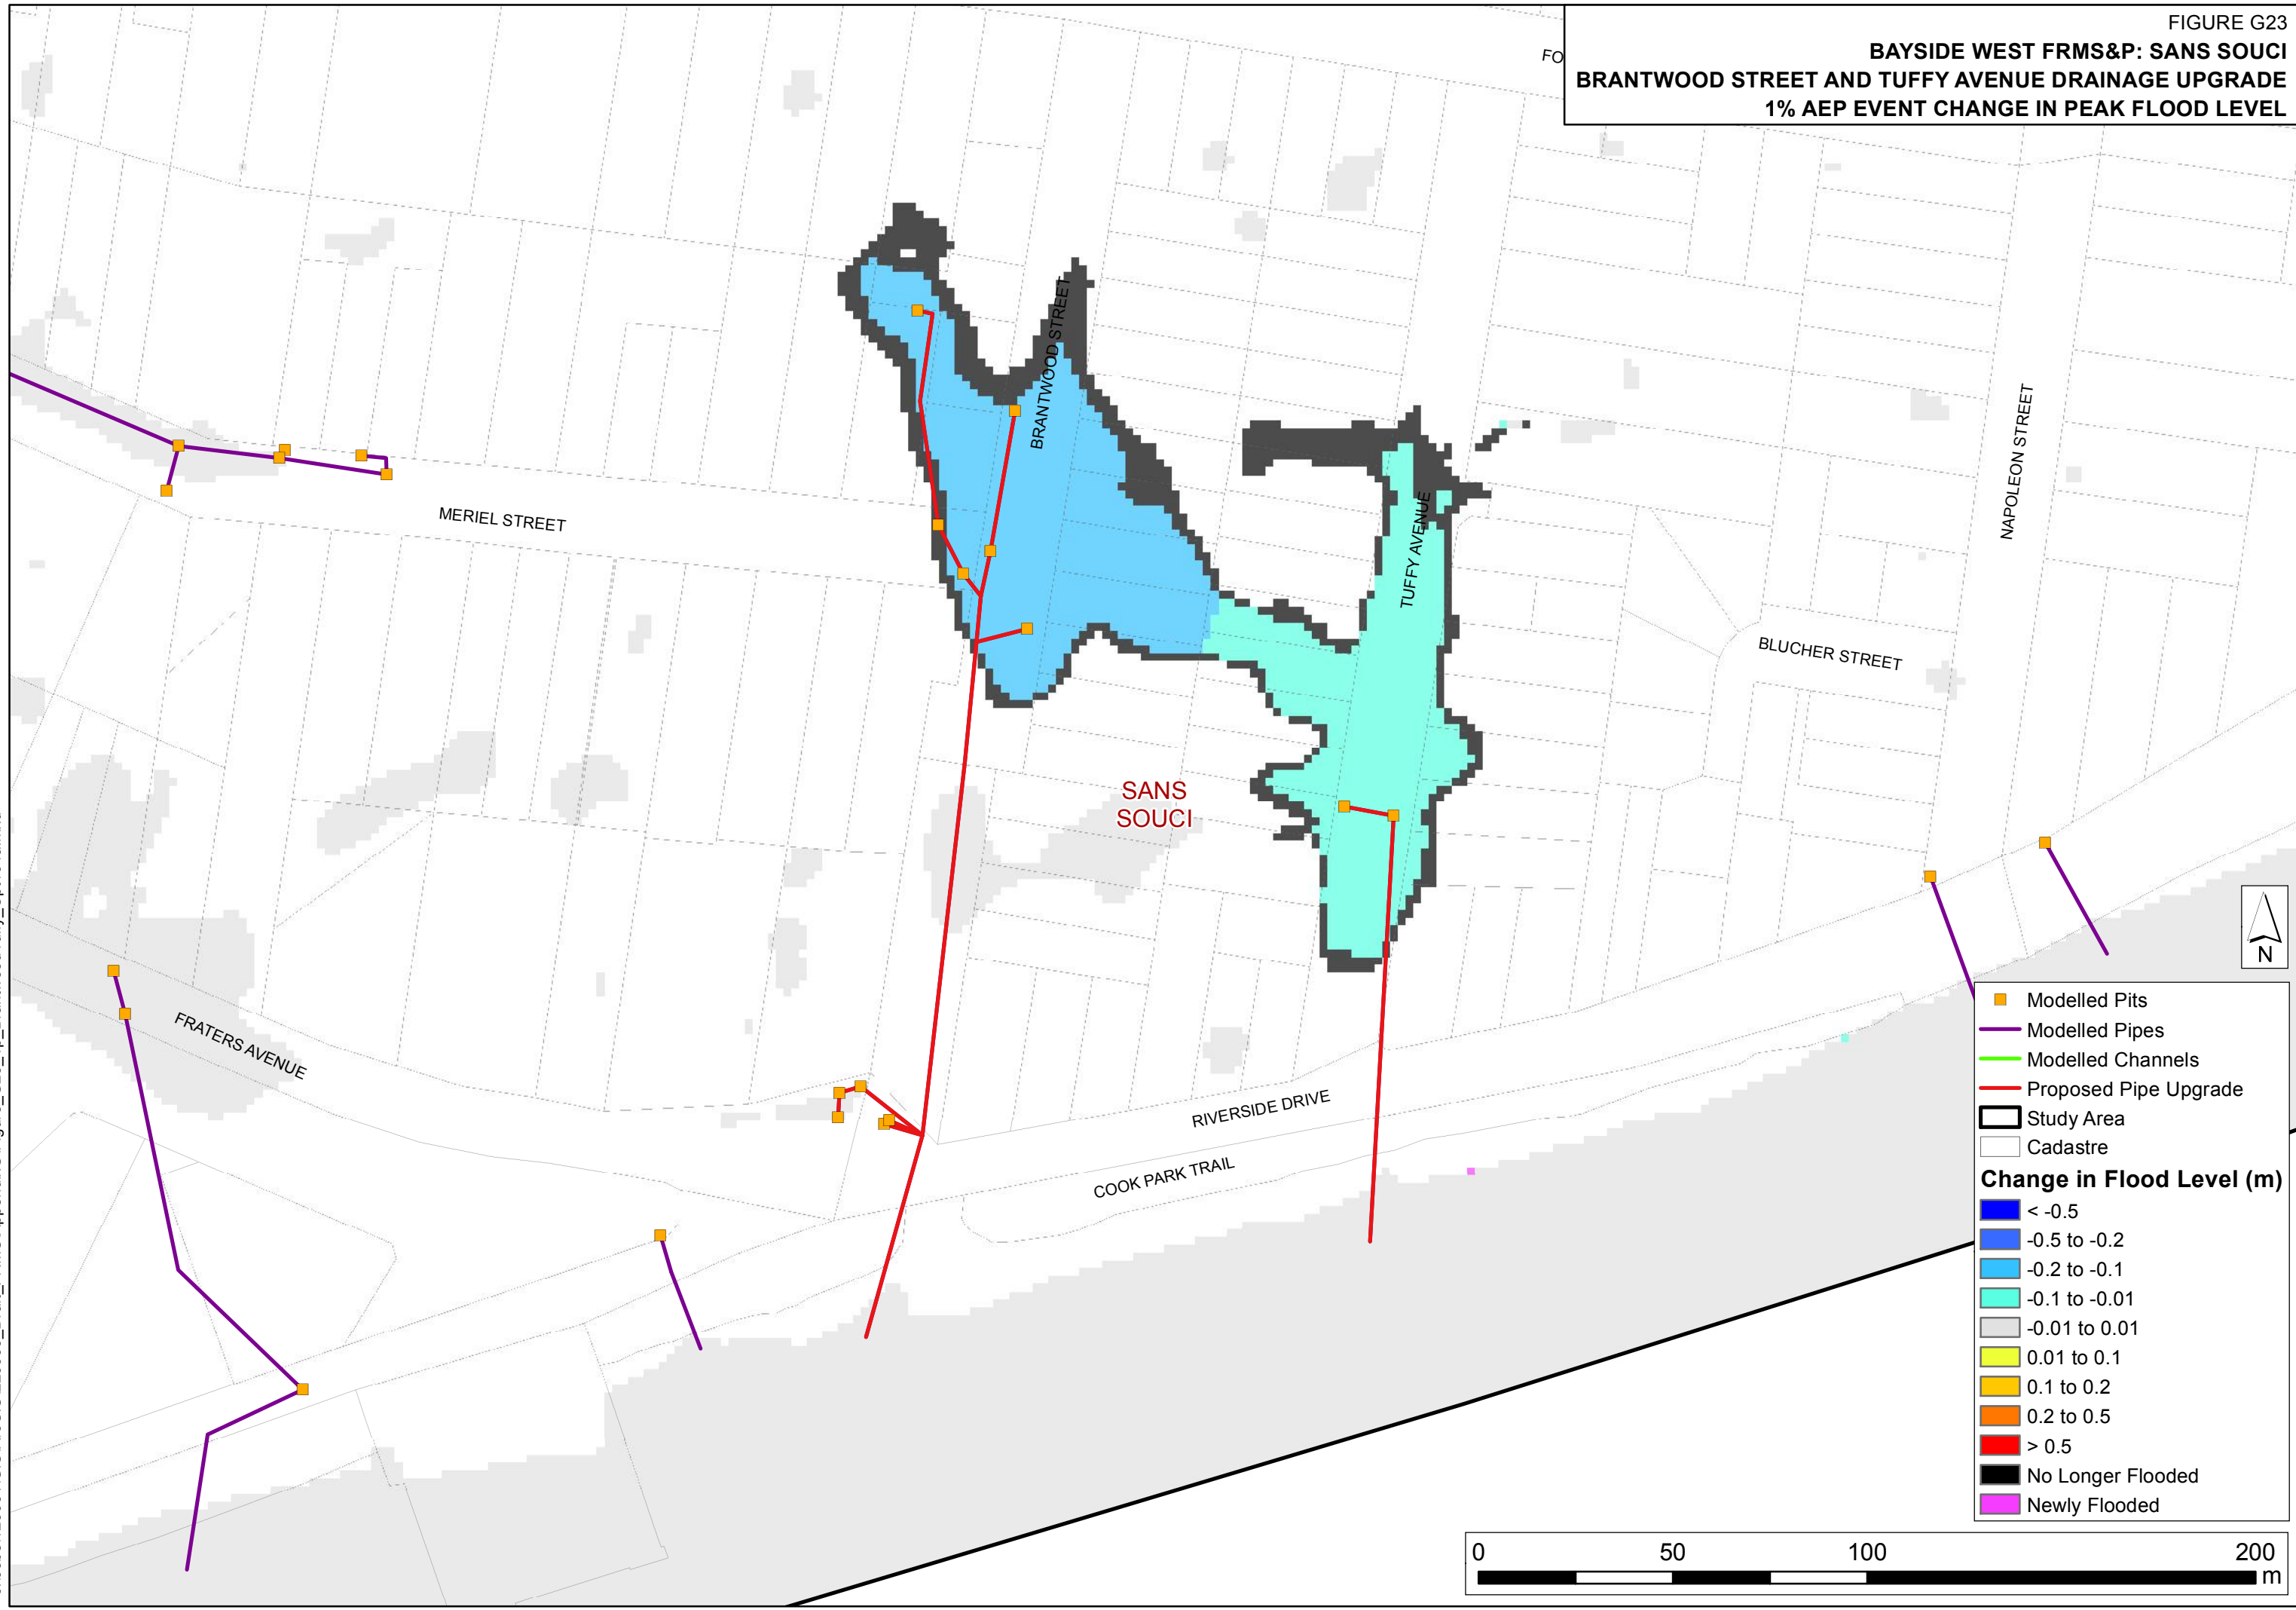 FIGURE G23
BAYSIDE WEST FRMS&P: SANS SOUCI
BRANTWOOD STREET AND TUFFY AVENUE DRAINAGE UPGRADE
1% AEP EVENT CHANGE IN PEAK FLOOD LEVEL
FO
BRANTWOOD STREET
NAPOLEON STREET
MERIEL STREET
TUFFY AVENUE
BLUCHER STREET
SANS
SOUCI
FRATERS AVENUE
RIVERSIDE DRIVE
COOK PARK TRAIL
N
Modelled Pits
Modelled Pipes
Modelled Channels
Proposed Pipe Upgrade
Study Area
Cadastre
Change in Flood Level (m)
< -0.5
-0.5 to -0.2
-0.2 to -0.1
-0.1 to -0.01
-0.01 to 0.01
0.01 to 0.1
0.1 to 0.2
0.2 to 0.5
> 0.5
No Longer Flooded
Newly Flooded
0 50 100 200
m